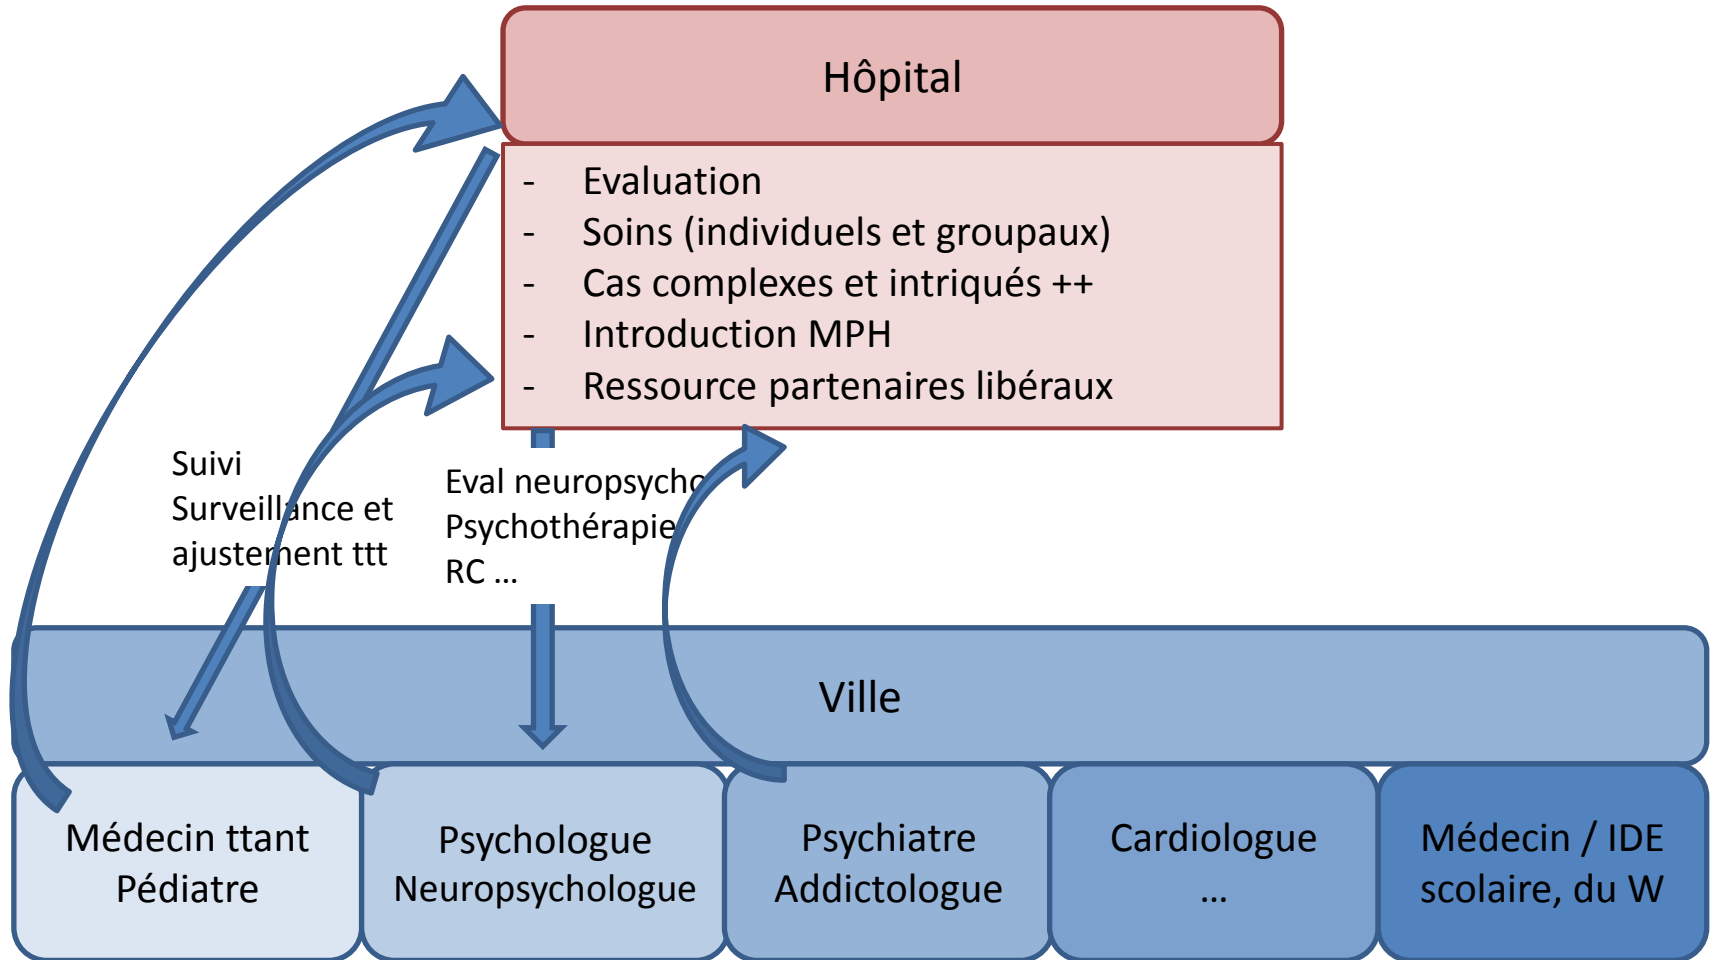 Hôpital
- Evaluation
- Soins (individuels et groupaux)
- Cas complexes et intriqués ++
- Introduction MPH
- Ressource partenaires libéraux
Suivi
Surveillance et
ajustement ttt
Eval neuropsycho
Psychothérapie
RC ...
Ville
Médecin ttant
Pédiatre
Psychologue
Neuropsychologue
Psychiatre
Addictologue
Cardiologue
...
Médecin / IDE
scolaire, du W